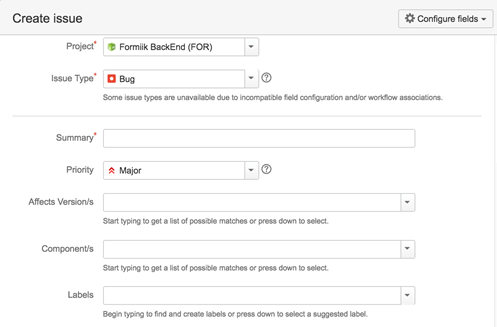 Create issue
Configure fields
Project*
Formiik BackEnd (FOR)
Issue Type*
Bug
Some issue types are unavailable due to incompatible field configuration and/or workflow associations.
Summary*
Priority
Major
Affects Version/s
Start typing to get a list of possible matches or press down to select.
Component/s
Start typing to get a list of possible matches or press down to select.
Labels
Begin typing to find and create labels or press down to select a suggested label.